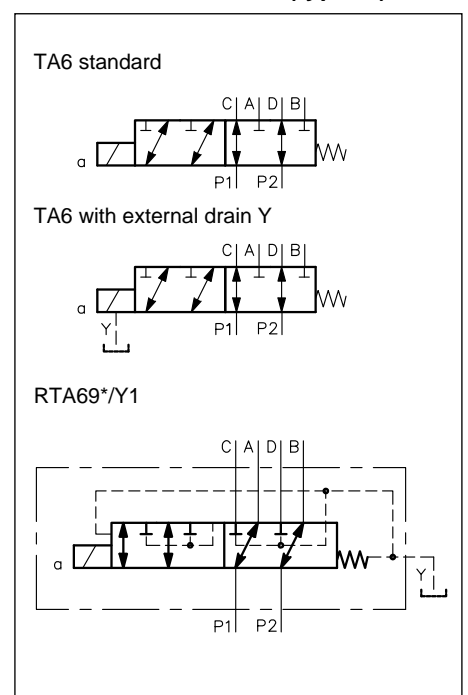 TA6 standard
C A D B
a
P1 P2
TA6 with external drain Y
C A D B
a
Y
P1 P2
RTA69*/Y1
C A D B
a
Y
P1 P2